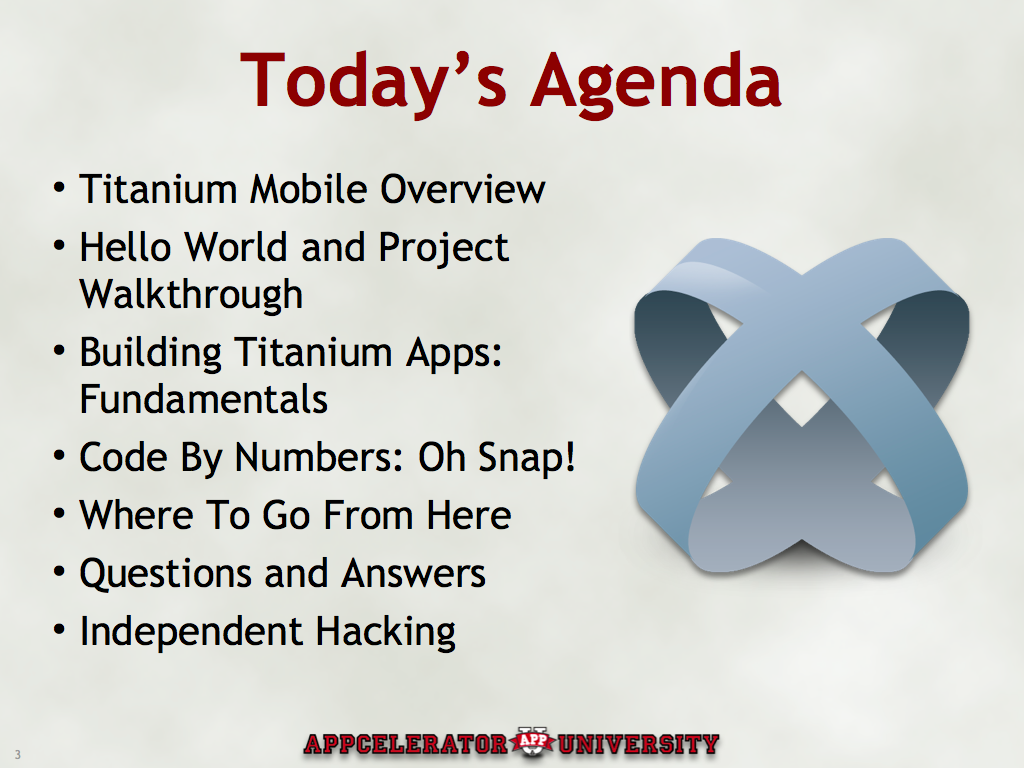 Today’s Agenda
• Titanium Mobile Overview
• Hello World and Project
Walkthrough
• Building Titanium Apps:
Fundamentals
• Code By Numbers: Oh Snap!
• Where To Go From Here
• Questions and Answers
• Independent Hacking
3
APPCELERATOR U APP UNIVERSITY